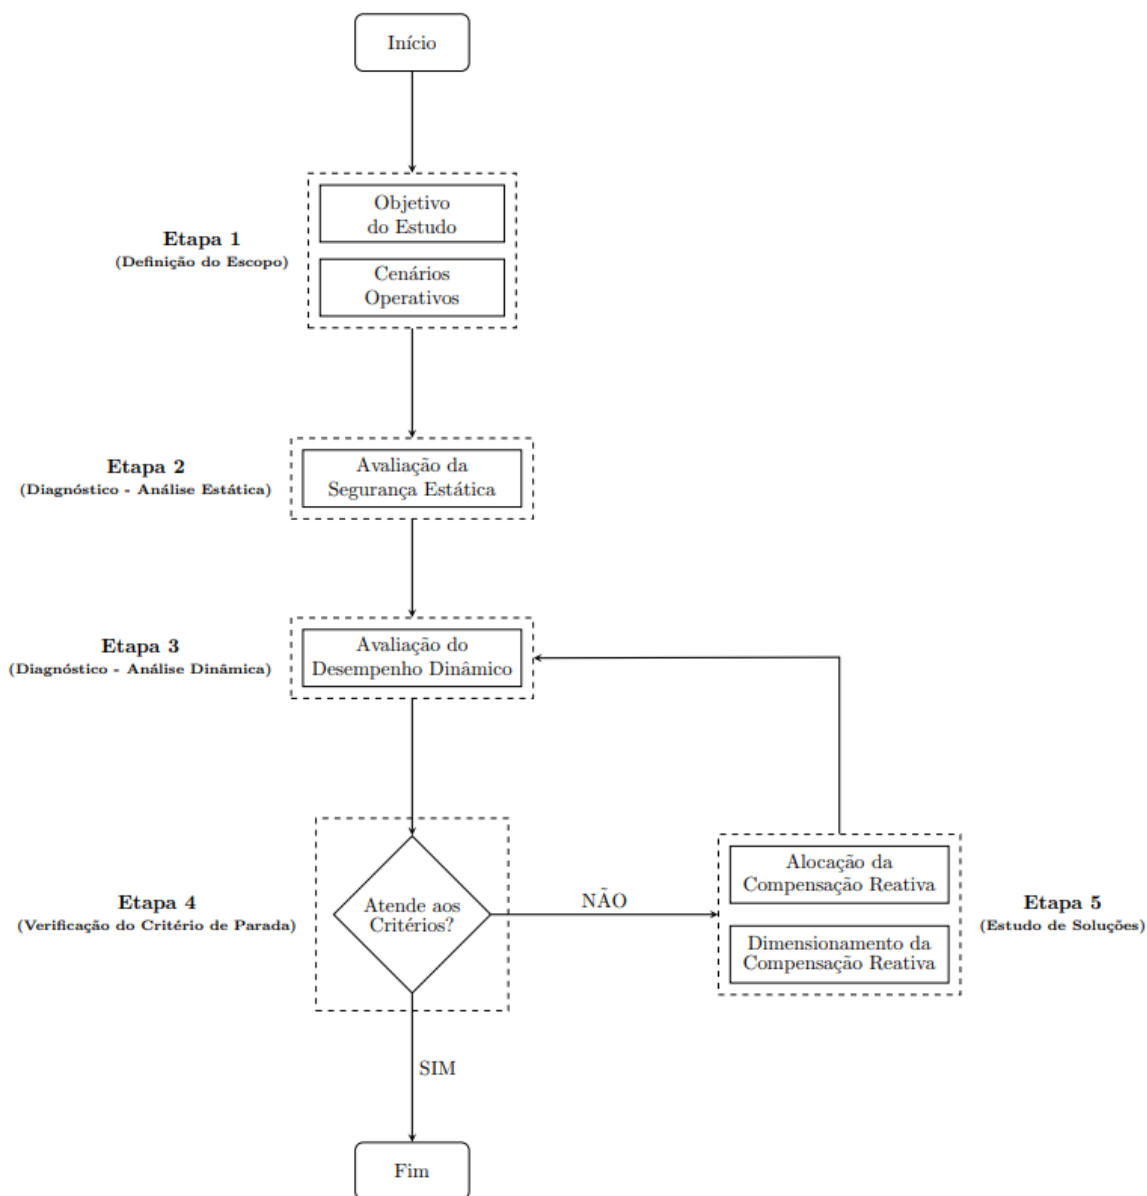 Início
Objetivo
do Estudo
Etapa 1
(Definição do Escopo)
Cenários
Operativos
Etapa 2
(Diagnóstico - Análise Estática)
Avaliação da
Segurança Estática
Etapa 3
(Diagnóstico - Análise Dinâmica)
Avaliação do
Desempenho Dinâmico
Etapa 4
(Verificação do Critério de Parada)
Atende aos
Critérios?
NÃO
Alocação da
Compensação Reativa
Dimensionamento da
Compensação Reativa
Etapa 5
(Estudo de Soluções)
SIM
Fim